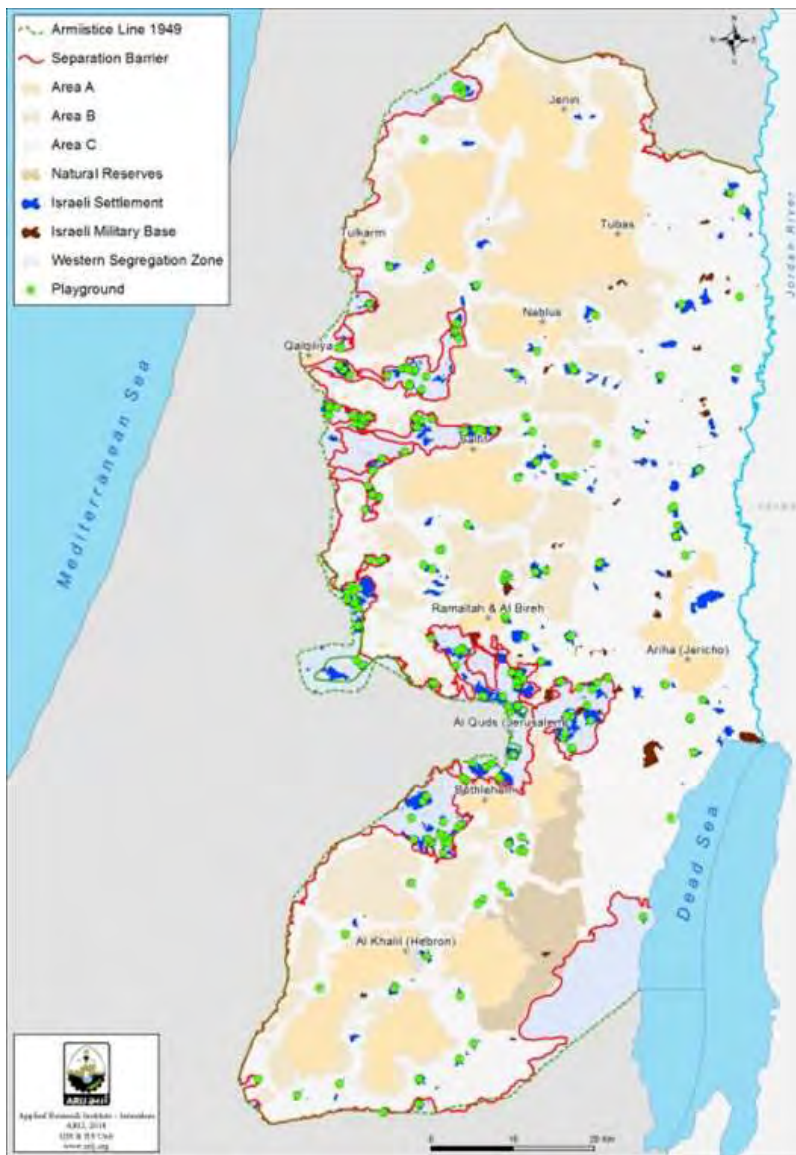 Armiistice Line 1949
Separation Barrier
Area A
Area B
Area C
Natural Reserves
Israeli Settlement
Israeli Military Base
Western Segregation Zone
Playground
N
Jenin
Tubas
Tulkarm
Jordan River
Nablus
Qalqiliya
Mediterranean Sea
Salfit
Ramallah & Al Bireh
Ariha (Jericho)
Al Quds (Jerusalem)
Bethlehem
Dead Sea
Al Khalil (Hebron)
ARIJ
Applied Research Institute - Jerusalem
ARIJ, 2014
GIS & RS Unit
www.arij.org
0 10 20 Km